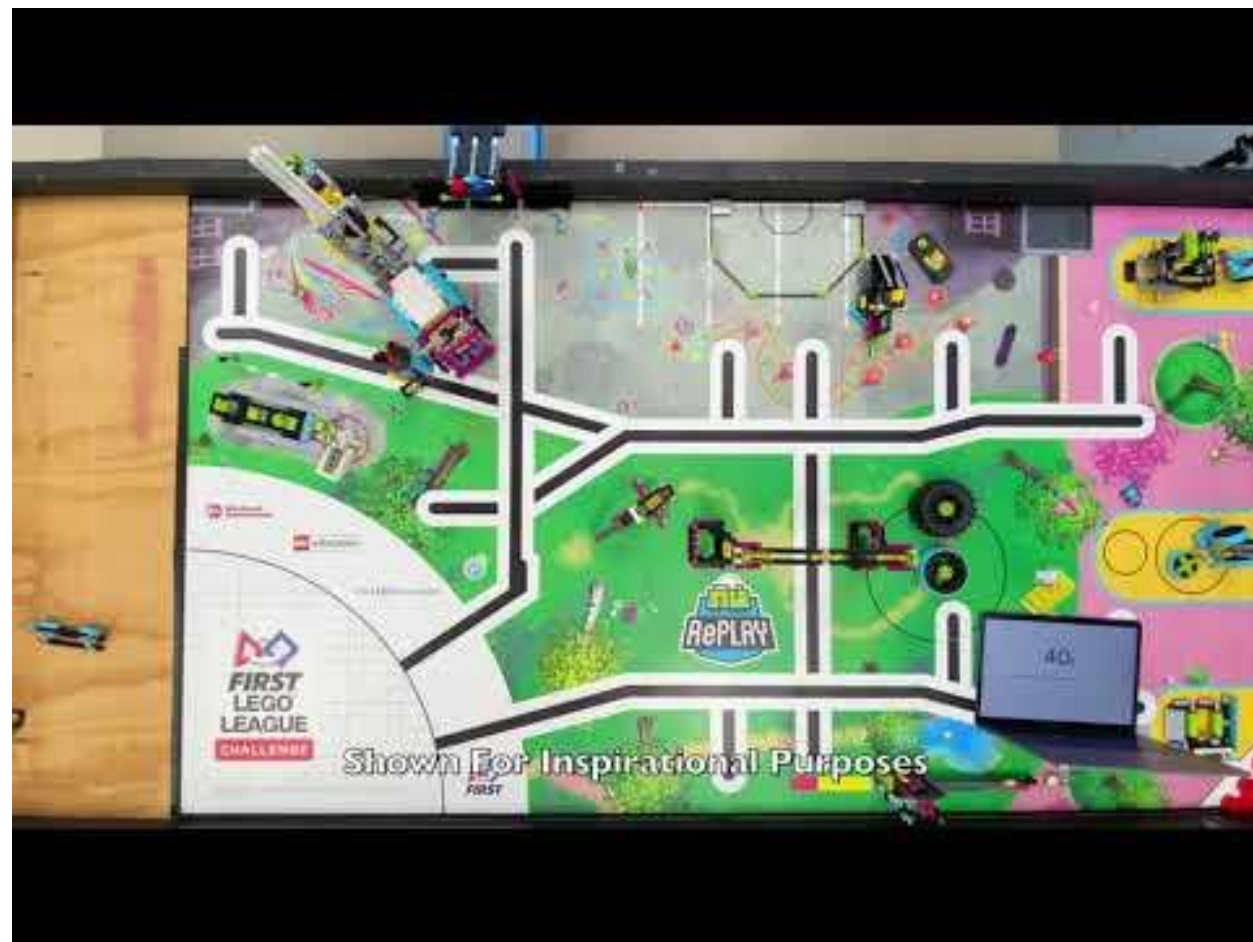 40
RePLAY
FIRST
LEGO
LEAGUE
CHALLENGE
Shown For Inspirational Purposes
FIRST